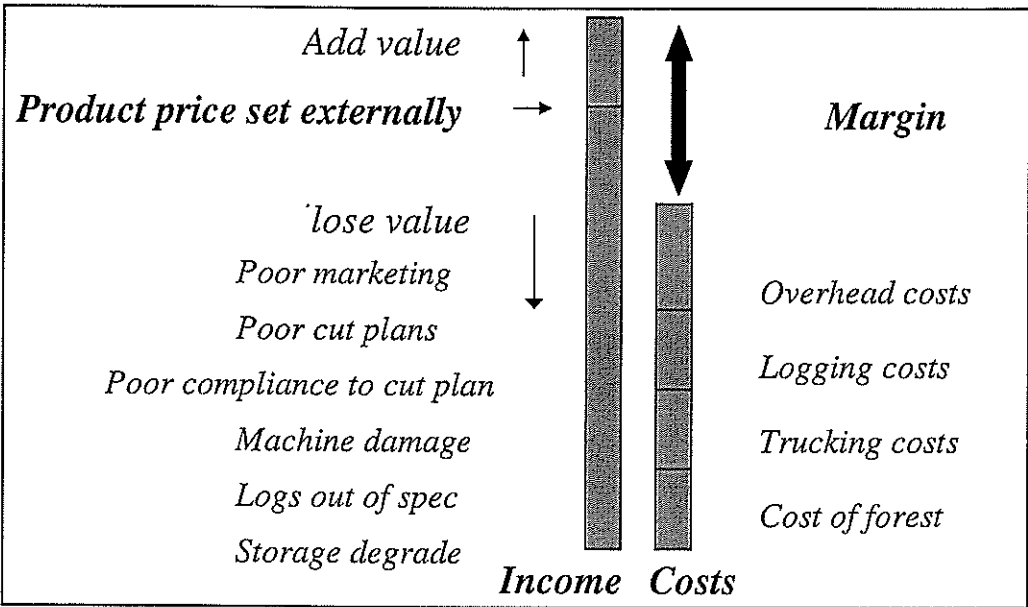 Add value
Product price set externally
Margin
lose value
Poor marketing
Overhead costs
Poor cut plans
Logging costs
Poor compliance to cut plan
Machine damage
Trucking costs
Logs out of spec
Cost of forest
Storage degrade
Income Costs